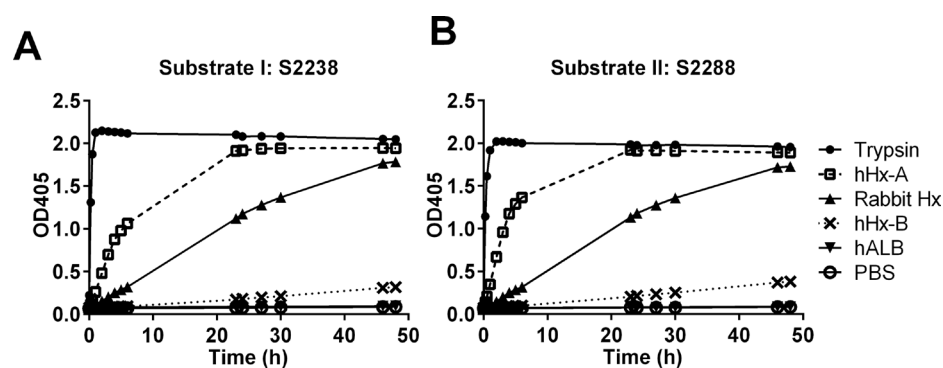 A
Substrate I: S2238
OD405
2.5
2.0
1.5
1.0
0.5
0.0
0 10 20 30 40 50
Time (h)
B
Substrate II: S2288
OD405
2.5
2.0
1.5
1.0
0.5
0.0
0 10 20 30 40 50
Time (h)
Trypsin
hHx-A
Rabbit Hx
hHx-B
hALB
PBS